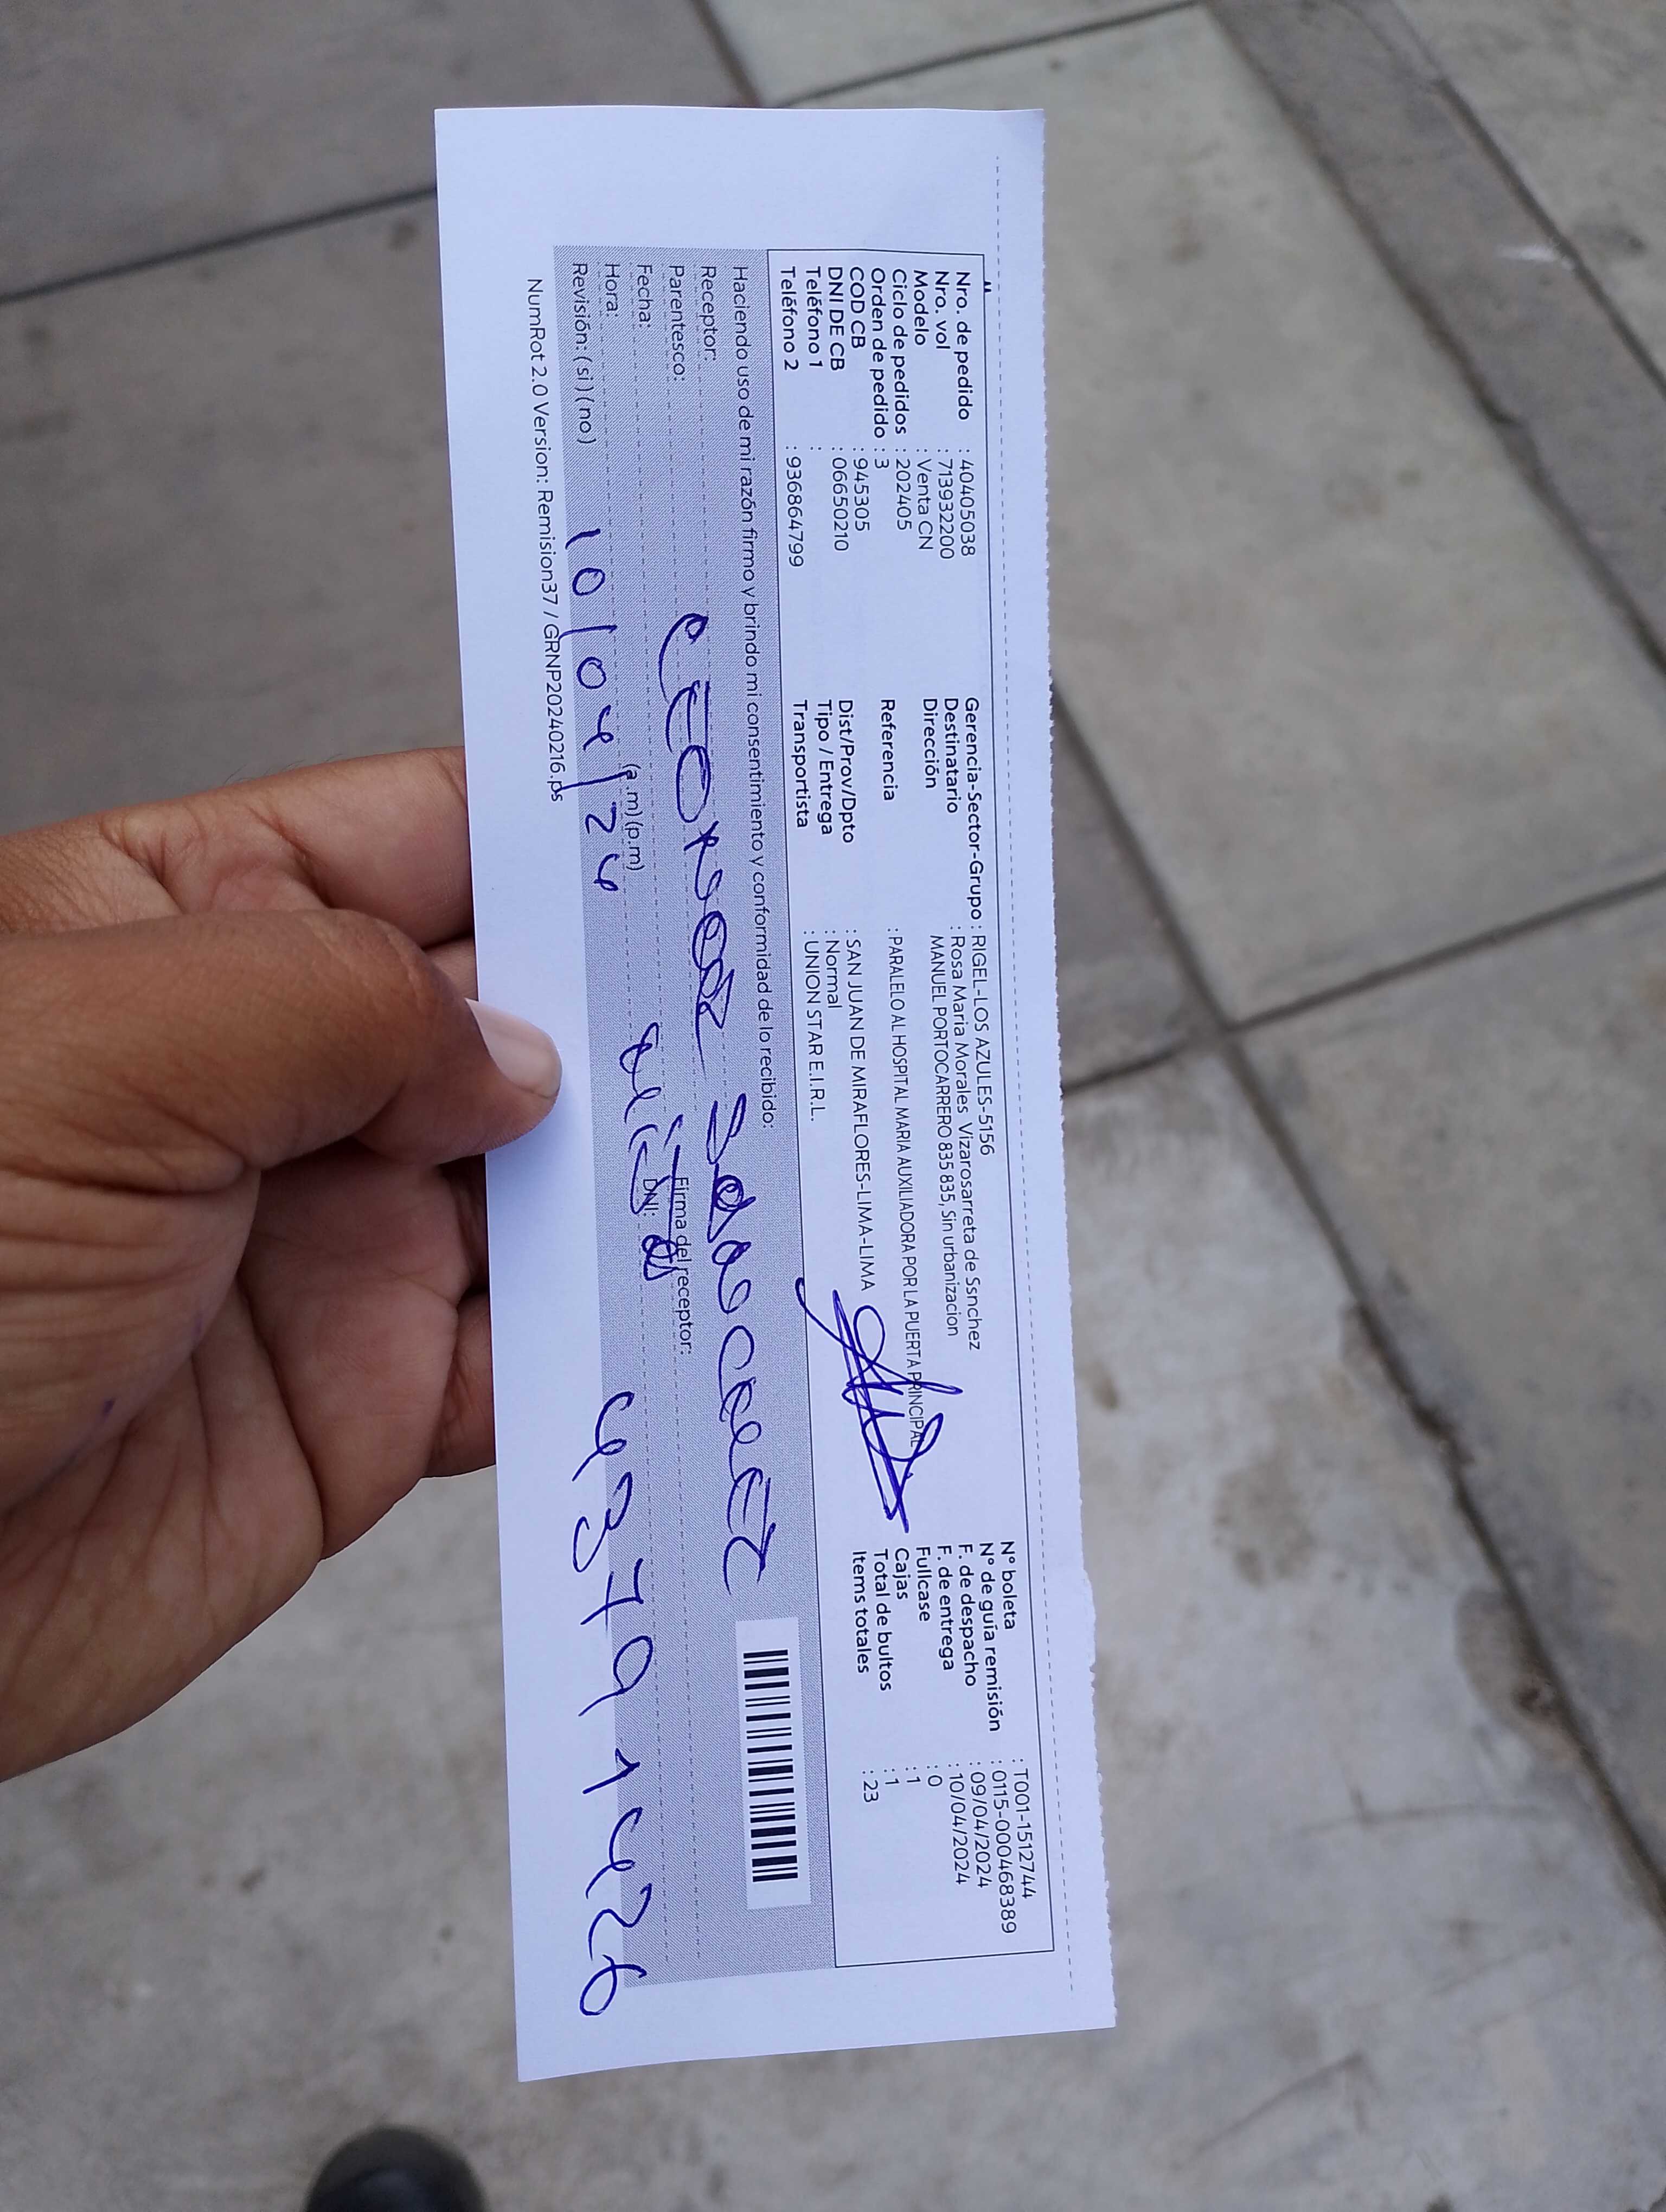 Nro. de pedido : 40405038
Nro. vol : 713932200
Modelo : Venta CN
Ciclo de pedidos : 202405
Orden de pedido : 3
COD CB : 945305
DNI DE CB : 06650210
Teléfono 1 :
Teléfono 2 : 936864799
Gerencia-Sector-Grupo : RIGEL-LOS AZULES-5156
Destinatario : Rosa Maria Morales Vizarosarreta de Ssnchez
Dirección MANUEL PORTOCARRERO 835 835, Sin urbanizacion
Referencia : PARALELO AL HOSPITAL MARIA AUXILIADORA POR LA PUERTA PRINCIPAL
Dist/Prov/Dpto : SAN JUAN DE MIRAFLORES-LIMA-LIMA
Tipo / Entrega : Normal
Transportista : UNION STAR E.I.R.L.
N° boleta : T001-1512744
N° de guía remisión : 0115-000468389
F. de despacho : 09/04/2024
F. de entrega : 10/04/2024
Fullcase : 0
Cajas : 1
Total de bultos : 1
Items totales : 23
Haciendo uso de mi razón firmo y brindo mi consentimiento y conformidad de lo recibido:
Receptor:
Parentesco:
Fecha:
Hora: (a.m) (p.m)
Revisión: (si) (no) 10/04/24
Firma del receptor:
DNI: 43791426
NumRot 2.0 Version: Remision37 / GRNP20240216.ps